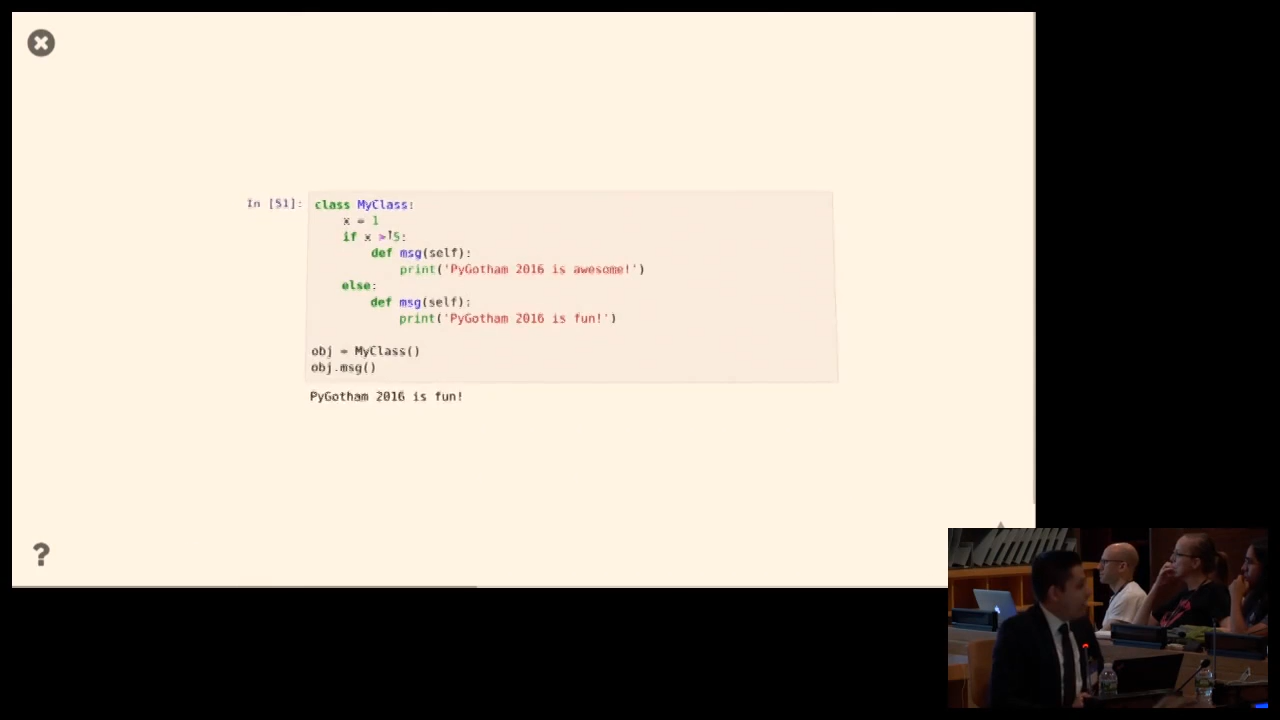 In [51]:
class MyClass:
    x = 1
    if x > 5:
        def msg(self):
            print('PyGotham 2016 is awesome!')
    else:
        def msg(self):
            print('PyGotham 2016 is fun!')

obj = MyClass()
obj.msg()
PyGotham 2016 is fun!
?